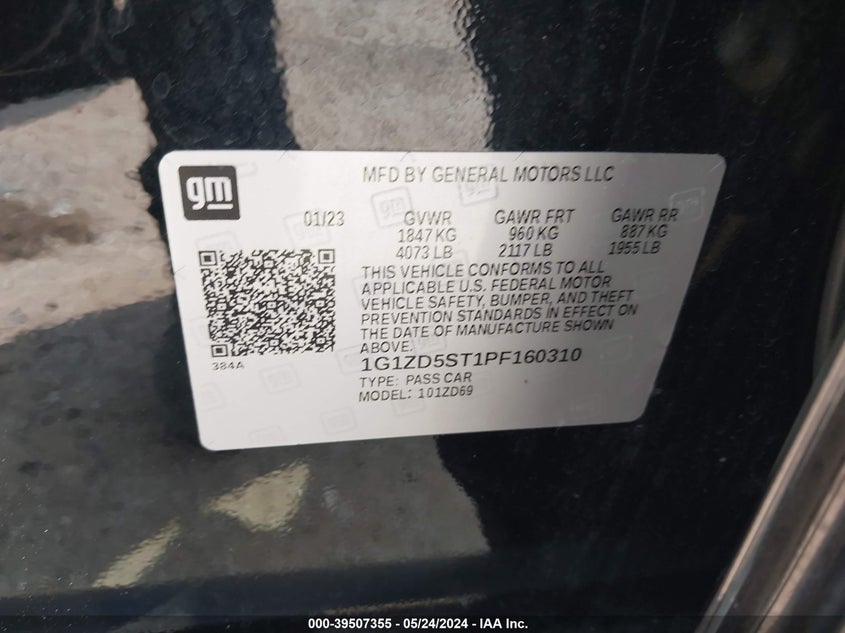 gm
MFD BY GENERAL MOTORS LLC
01/23 GVWR GAWR FRT GAWR RR
1847 KG 960 KG 887 KG
4073 LB 2117 LB 1955 LB
THIS VEHICLE CONFORMS TO ALL
APPLICABLE U.S. FEDERAL MOTOR
VEHICLE SAFETY, BUMPER, AND THEFT
PREVENTION STANDARDS IN EFFECT ON
THE DATE OF MANUFACTURE SHOWN
ABOVE.
384A
1G1ZD5ST1PF160310
TYPE: PASS CAR
MODEL: 101ZD69
000-39507355 - 05/24/2024 - IAA Inc.